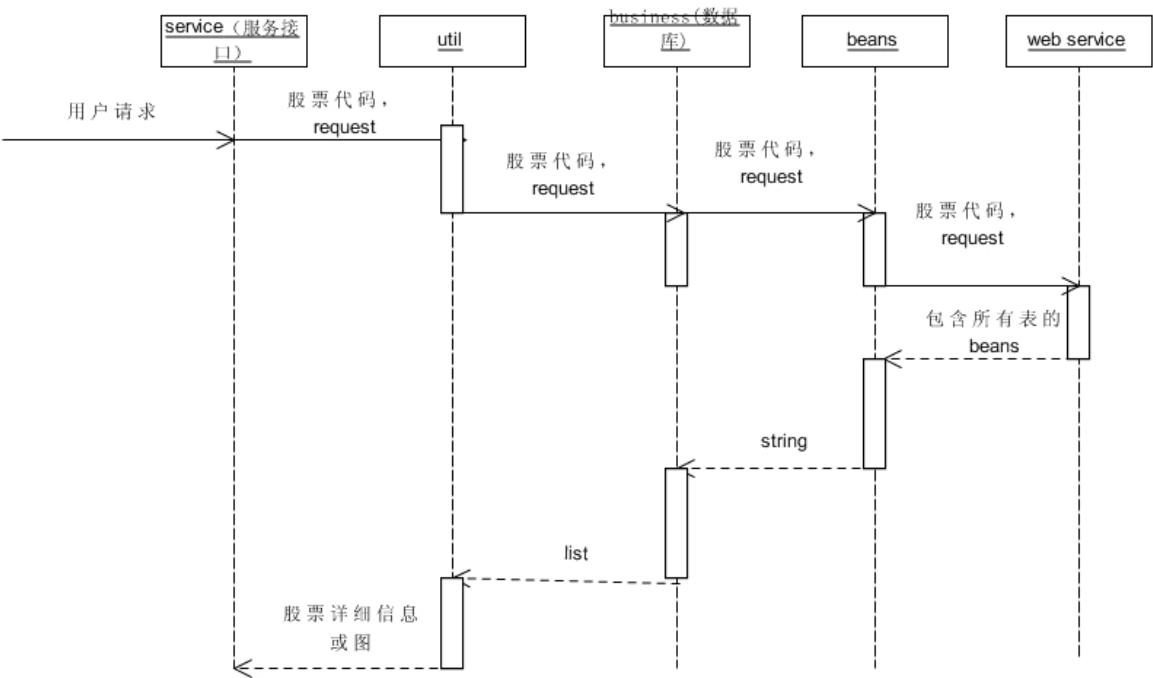 service（服务接
口）
util
business(数据
库)
beans
web service
用户请求
股票代码，
request
股票代码，
request
股票代码，
request
股票代码，
request
包含所有表的
beans
string
list
股票详细信息
或图